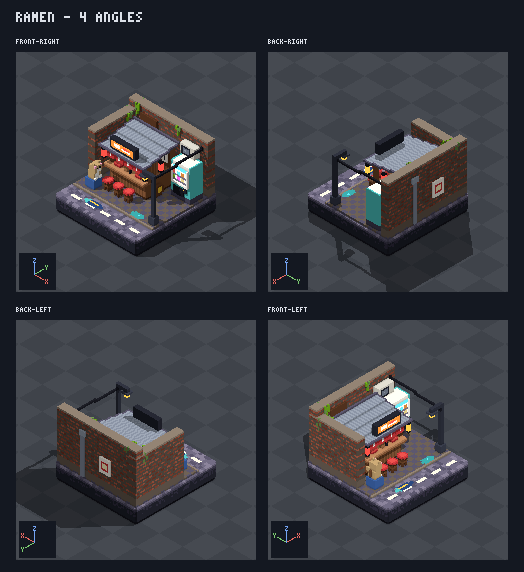 RAMEN - 4 ANGLES
FRONT-RIGHT
BACK-RIGHT
Z
Y
X
Z
Y
X
BACK-LEFT
FRONT-LEFT
Z
X
Y
Z
Y
X